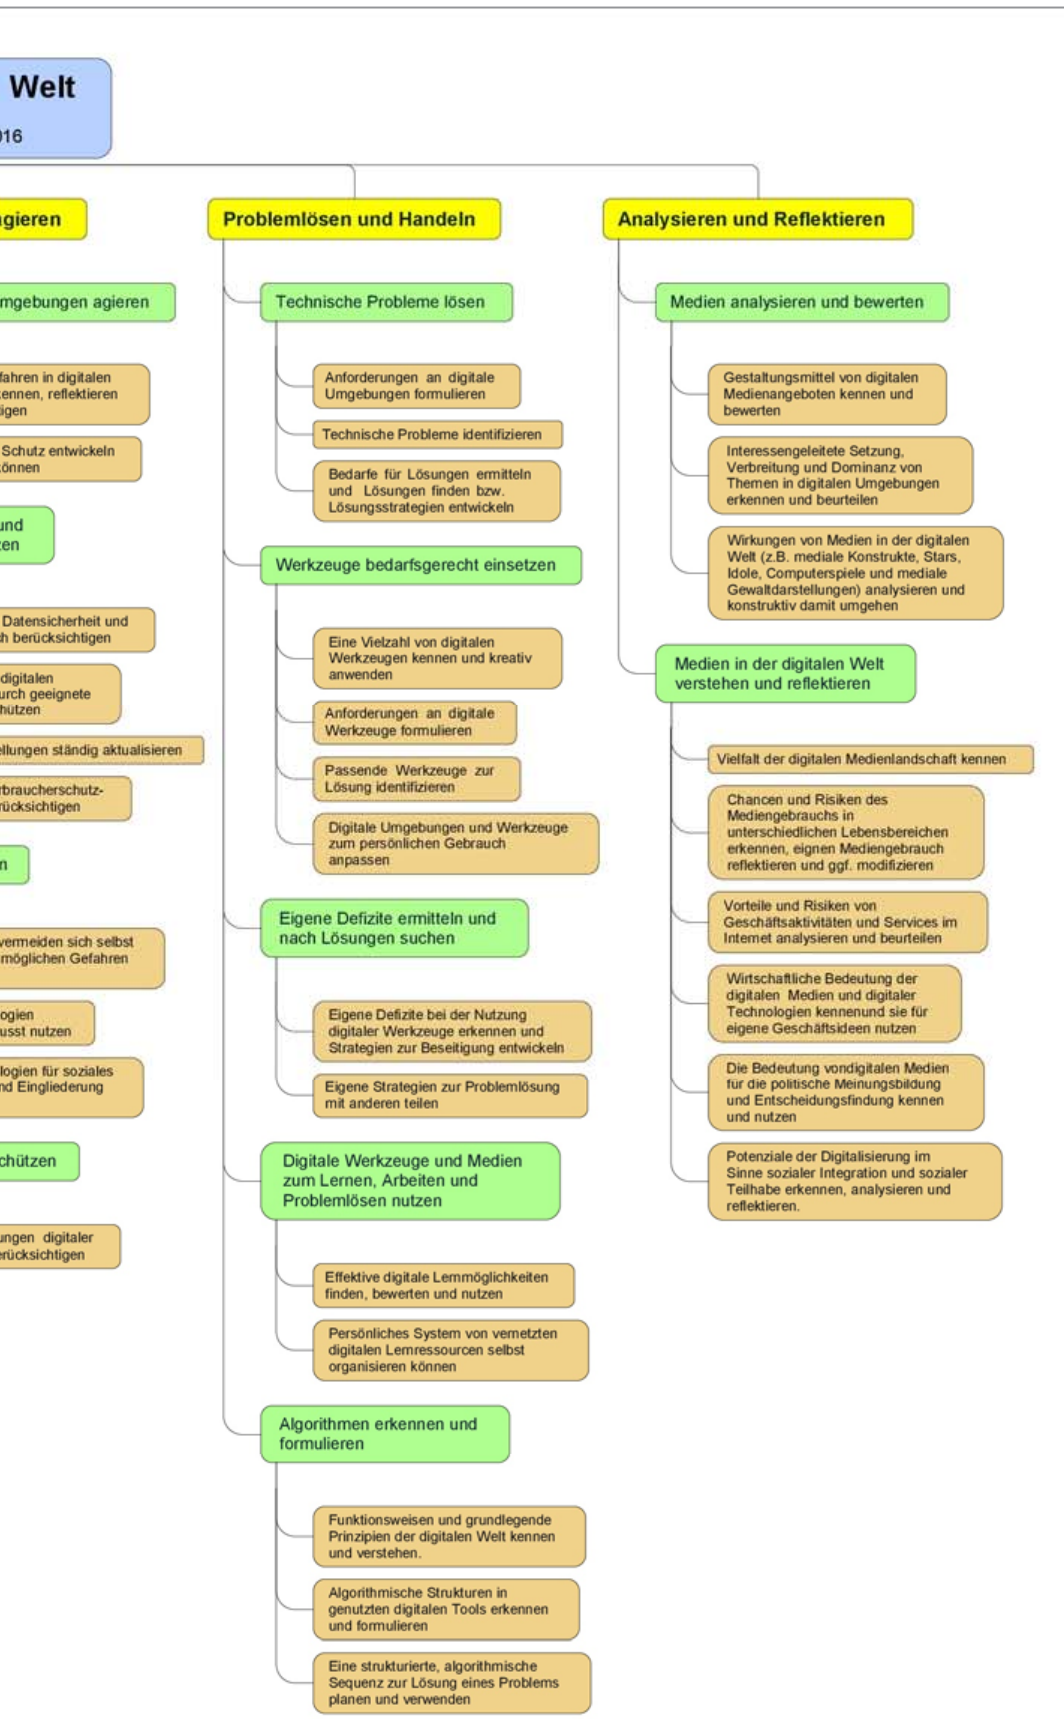 Welt
016
agieren
mgebungen agieren
fahren in digitalen
ennen, reflektieren
igen
Schutz entwickeln
können
und
zen
Datensicherheit und
ch berücksichtigen
digitalen
urch geeignete
hützen
ellungen ständig aktualisieren
rbraucherschutz-
rücksichtigen
n
vermeiden sich selbst
möglichen Gefahren
ogien
usst nutzen
logien für soziales
nd Eingliederung
chützen
ungen digitaler
erücksichtigen
Problemlösen und Handeln
Technische Probleme lösen
Anforderungen an digitale
Umgebungen formulieren
Technische Probleme identifizieren
Bedarfe für Lösungen ermitteln
und Lösungen finden bzw.
Lösungsstrategien entwickeln
Werkzeuge bedarfsgerecht einsetzen
Eine Vielzahl von digitalen
Werkzeugen kennen und kreativ
anwenden
Anforderungen an digitale
Werkzeuge formulieren
Passende Werkzeuge zur
Lösung identifizieren
Digitale Umgebungen und Werkzeuge
zum persönlichen Gebrauch
anpassen
Eigene Defizite ermitteln und
nach Lösungen suchen
Eigene Defizite bei der Nutzung
digitaler Werkzeuge erkennen und
Strategien zur Beseitigung entwickeln
Eigene Strategien zur Problemlösung
mit anderen teilen
Digitale Werkzeuge und Medien
zum Lernen, Arbeiten und
Problemlösen nutzen
Effektive digitale Lernmöglichkeiten
finden, bewerten und nutzen
Persönliches System von vernetzten
digitalen Lernressourcen selbst
organisieren können
Algorithmen erkennen und
formulieren
Funktionsweisen und grundlegende
Prinzipien der digitalen Welt kennen
und verstehen.
Algorithmische Strukturen in
genutzten digitalen Tools erkennen
und formulieren
Eine strukturierte, algorithmische
Sequenz zur Lösung eines Problems
planen und verwenden
Analysieren und Reflektieren
Medien analysieren und bewerten
Gestaltungsmittel von digitalen
Medienangeboten kennen und
bewerten
Interessengeleitete Setzung,
Verbreitung und Dominanz von
Themen in digitalen Umgebungen
erkennen und beurteilen
Wirkungen von Medien in der digitalen
Welt (z.B. mediale Konstrukte, Stars,
Idole, Computerspiele und mediale
Gewaltdarstellungen) analysieren und
konstruktiv damit umgehen
Medien in der digitalen Welt
verstehen und reflektieren
Vielfalt der digitalen Medienlandschaft kennen
Chancen und Risiken des
Mediengebrauchs in
unterschiedlichen Lebensbereichen
erkennen, eignen Mediengebrauch
reflektieren und ggf. modifizieren
Vorteile und Risiken von
Geschäftsaktivitäten und Services im
Internet analysieren und beurteilen
Wirtschaftliche Bedeutung der
digitalen Medien und digitaler
Technologien kennenund sie für
eigene Geschäftsideen nutzen
Die Bedeutung vondigitalen Medien
für die politische Meinungsbildung
und Entscheidungsfindung kennen
und nutzen
Potenziale der Digitalisierung im
Sinne sozialer Integration und sozialer
Teilhabe erkennen, analysieren und
reflektieren.